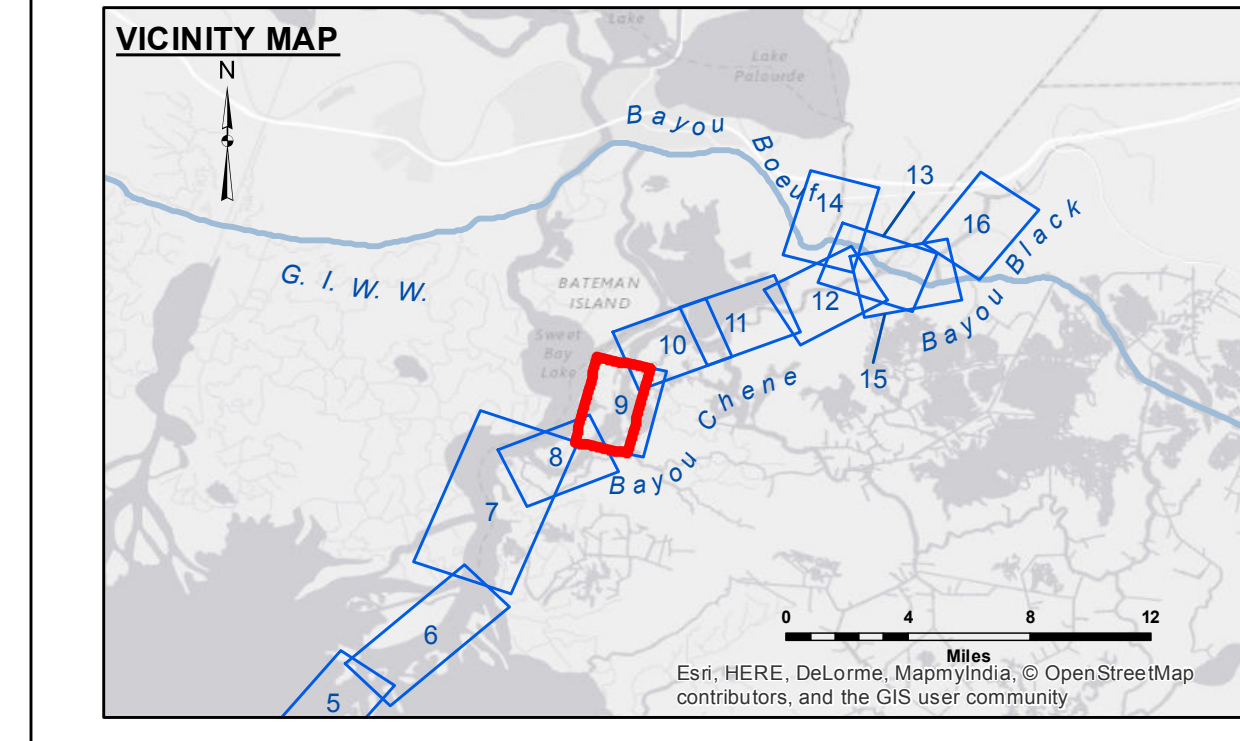 VICINITY MAP
N
Lake
Lake
Palourde
Bayou
Boeuf
13
14
16
G. I. W. W.
BATEMAN
ISLAND
Bayou Black
12
11
10
Sweet
Bay
Lake
15
9
Bayou Chene
8
7
6
5
0 4 8 12
Miles
Esri, HERE, DeLorme, MapmyIndia, © OpenStreetMap
contributors, and the GIS user community